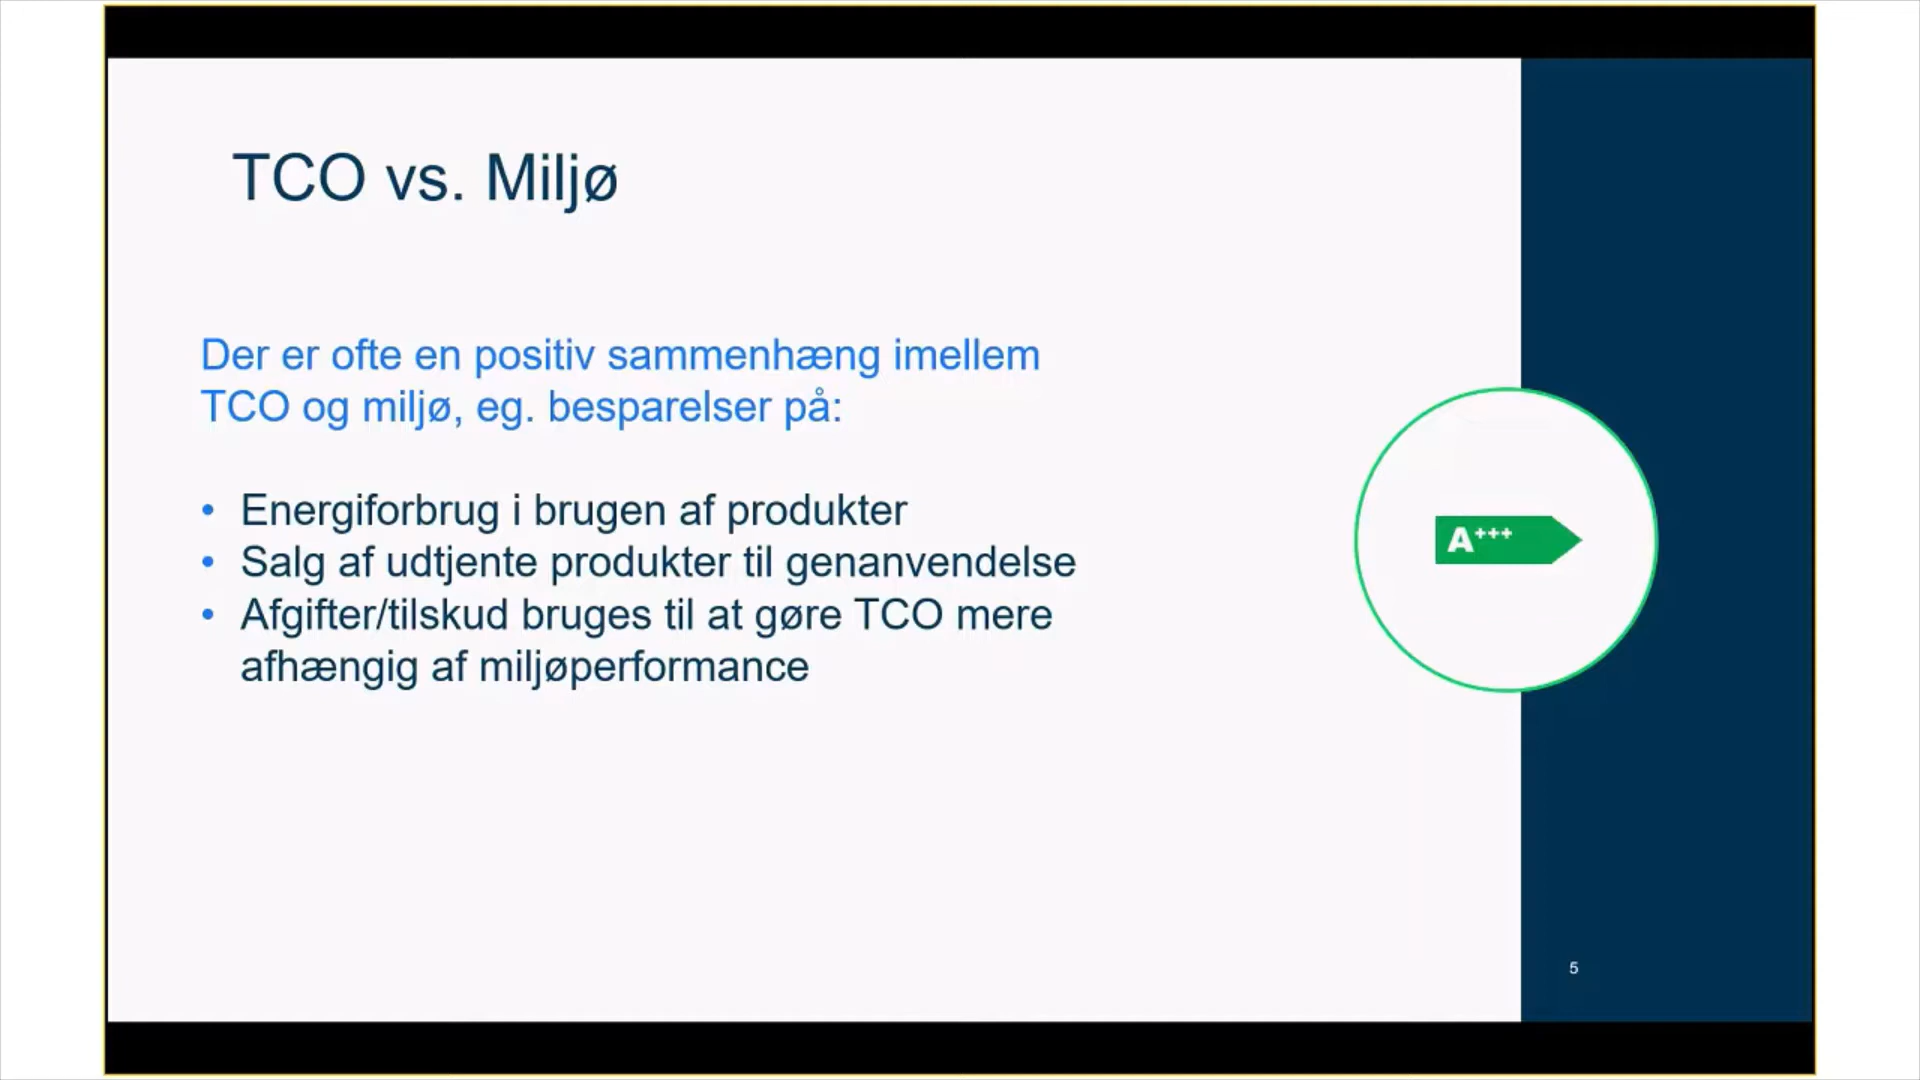 TCO vs. Miljø
Der er ofte en positiv sammenhæng imellem
TCO og miljø, eg. besparelser på:
• Energiforbrug i brugen af produkter
• Salg af udtjente produkter til genanvendelse
• Afgifter/tilskud bruges til at gøre TCO mere
afhængig af miljøperformance
A+++
5